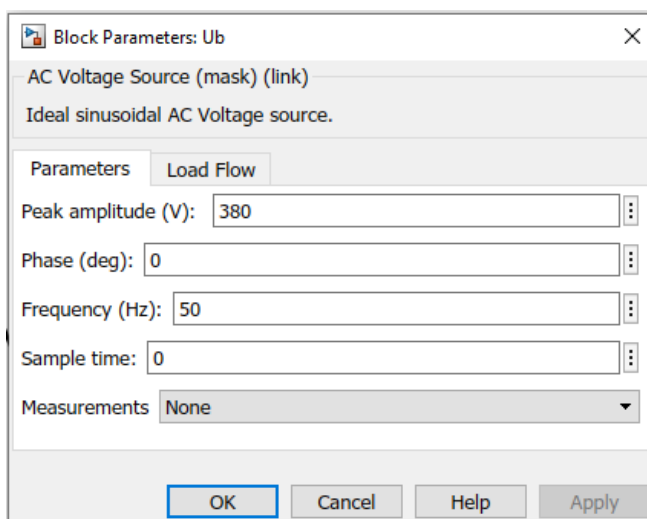 Block Parameters: Ub
AC Voltage Source (mask) (link)
Ideal sinusoidal AC Voltage source.
Parameters Load Flow
Peak amplitude (V): 380
Phase (deg): 0
Frequency (Hz): 50
Sample time: 0
Measurements None
OK Cancel Help Apply